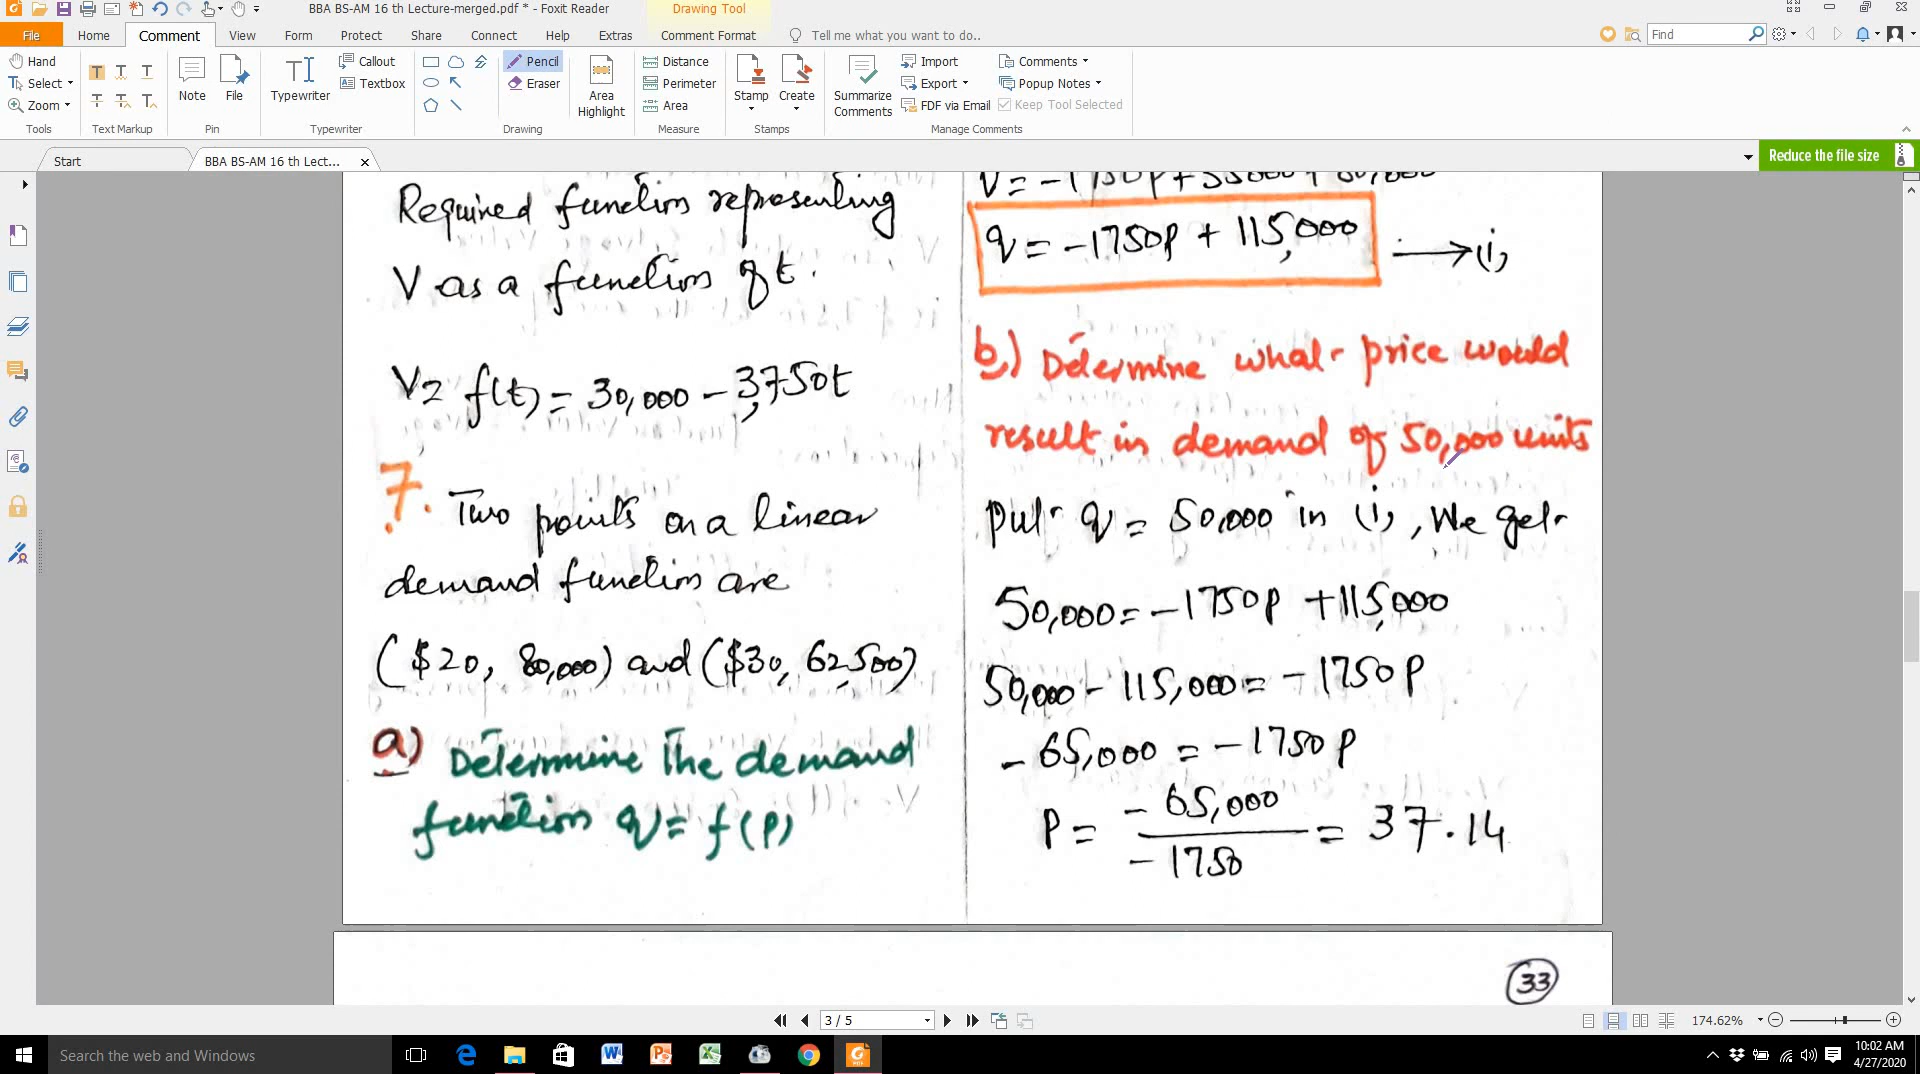 BBA BS-AM 16 th Lecture-merged.pdf * - Foxit Reader
Drawing Tool
File Home Comment View Form Protect Share Connect Help Extras Comment Format Tell me what you want to do.. Find
Hand
Select
Zoom
Tools
Text Markup
Note
File
Pin
Typewriter
Callout
Textbox
Typewriter
Pencil
Eraser
Drawing
Area
Highlight
Distance
Perimeter
Area
Measure
Stamp
Create
Stamps
Summarize
Comments
Import
Export
FDF via Email
Comments
Popup Notes
Keep Tool Selected
Manage Comments
Start
BBA BS-AM 16 th Lect...
Reduce the file size
Required function representing
V as a function of t.
V = f(t) = 30,000 - 3,750t
7. Two points on a linear
demand function are
($20, 80,000) and ($30, 62,500)
a) Determine The demand
function q = f(p)
q = -1750p + 115,000 → (i)
b) Determine what price would
result in demand of 50,000 units
put q = 50,000 in (i), We get
50,000 = -1750p + 115,000
50,000 - 115,000 = -1750p
-65,000 = -1750p
P = -65,000 / -1750 = 37.14
33
3 / 5
174.62%
Search the web and Windows
10:02 AM
4/27/2020